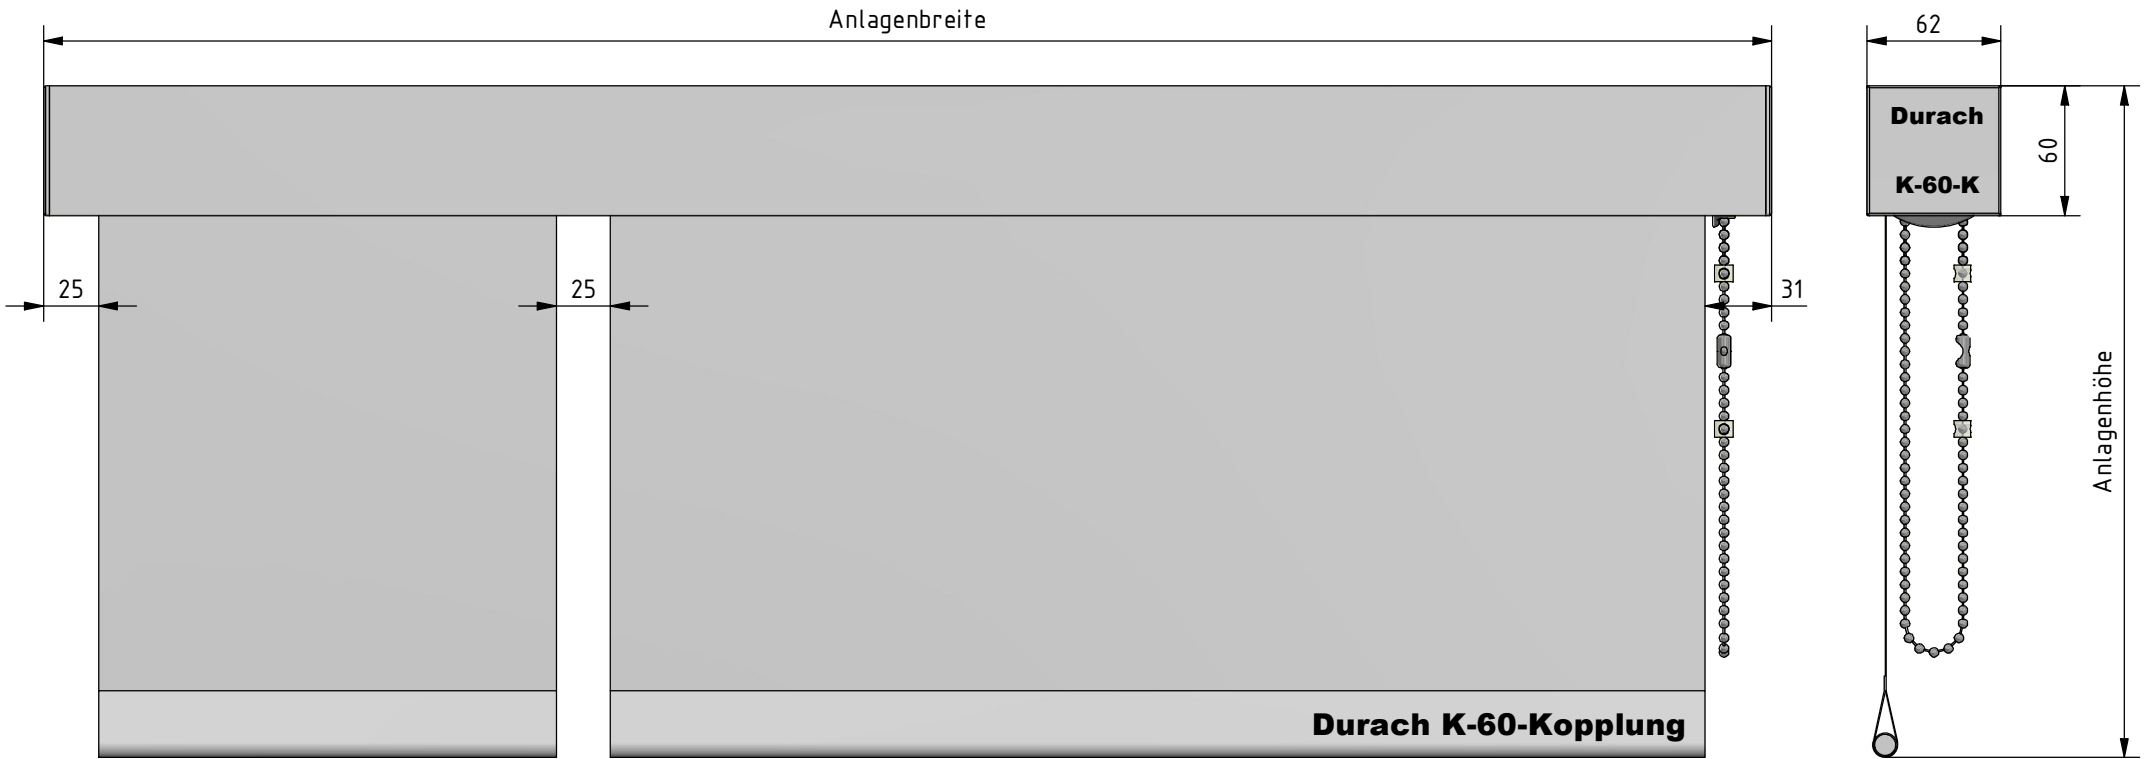 Anlagenbreite
62
Durach
K-60-K
60
25
25
31
Anlagenhöhe
Durach K-60-Kopplung